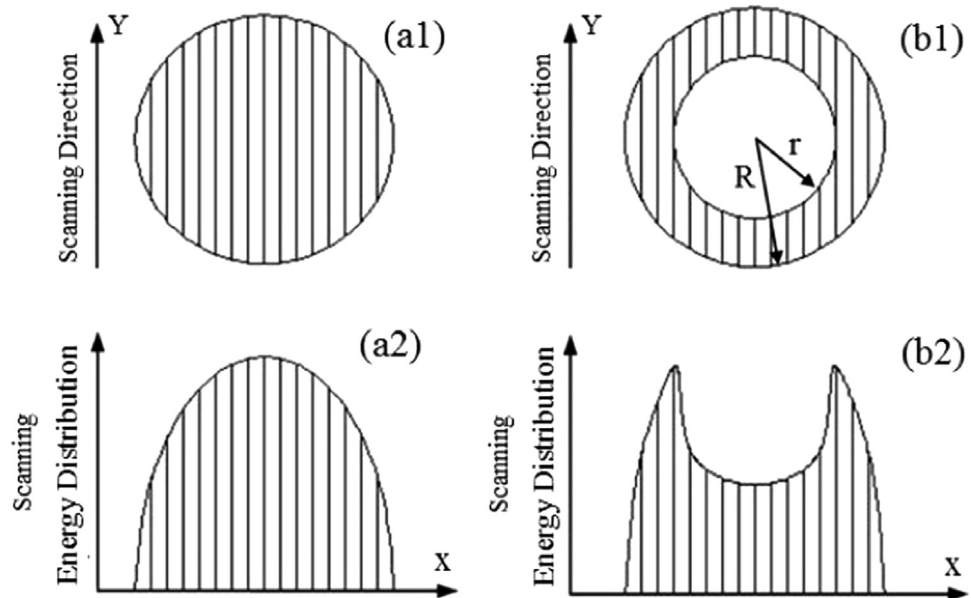 Y
(a1)
Scanning Direction
Y
(b1)
Scanning Direction
r
R
(a2)
Scanning
Energy Distribution
X
(b2)
Scanning
Energy Distribution
X